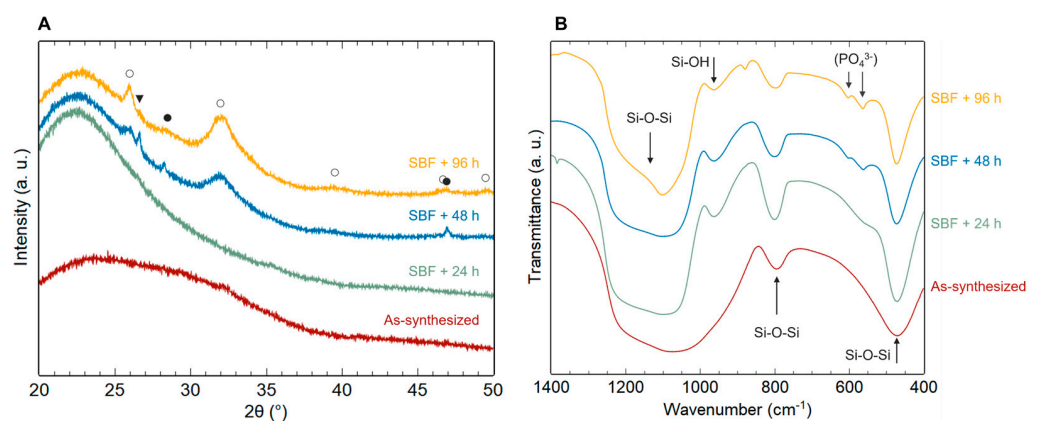 A
B
Intensity (a. u.)
SBF + 96 h
SBF + 48 h
SBF + 24 h
As-synthesized
20 25 30 35 40 45 50
2θ (°)
Transmittance (a. u.)
Si-OH
(PO₄³⁻)
Si-O-Si
SBF + 96 h
SBF + 48 h
SBF + 24 h
As-synthesized
Si-O-Si
Si-O-Si
1400 1200 1000 800 600 400
Wavenumber (cm⁻¹)